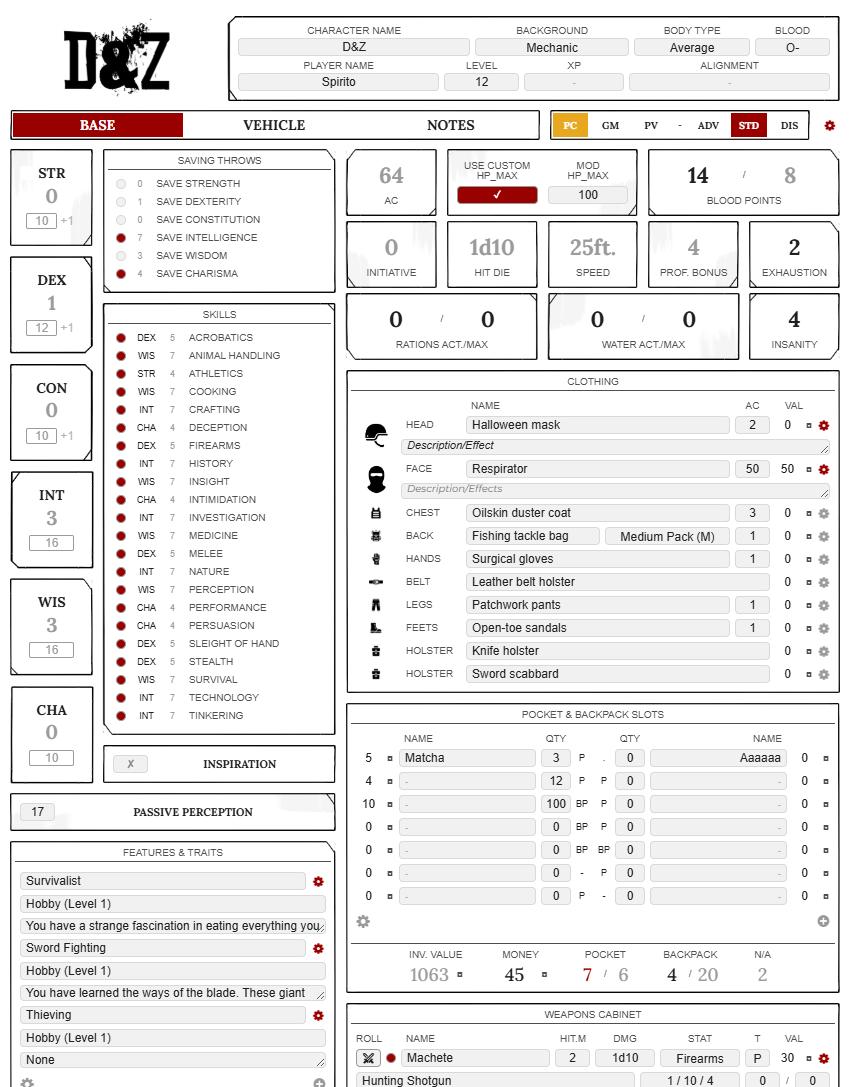 D&Z
CHARACTER NAME BACKGROUND BODY TYPE BLOOD
D&Z Mechanic Average O-
PLAYER NAME LEVEL XP ALIGNMENT
Spirito 12 - -
BASE VEHICLE NOTES PC GM PV - ADV STD DIS
STR
0
10 +1
DEX
1
12 +1
CON
0
10 +1
INT
3
16
WIS
3
16
CHA
0
10
SAVING THROWS
0 SAVE STRENGTH
1 SAVE DEXTERITY
0 SAVE CONSTITUTION
7 SAVE INTELLIGENCE
3 SAVE WISDOM
4 SAVE CHARISMA
SKILLS
DEX 5 ACROBATICS
WIS 7 ANIMAL HANDLING
STR 4 ATHLETICS
WIS 7 COOKING
INT 7 CRAFTING
CHA 4 DECEPTION
DEX 5 FIREARMS
INT 7 HISTORY
WIS 7 INSIGHT
CHA 4 INTIMIDATION
INT 7 INVESTIGATION
WIS 7 MEDICINE
DEX 5 MELEE
INT 7 NATURE
WIS 7 PERCEPTION
CHA 4 PERFORMANCE
CHA 4 PERSUASION
DEX 5 SLEIGHT OF HAND
DEX 5 STEALTH
WIS 7 SURVIVAL
INT 7 TECHNOLOGY
INT 7 TINKERING
✗ INSPIRATION
17 PASSIVE PERCEPTION
FEATURES & TRAITS
Survivalist
Hobby (Level 1)
You have a strange fascination in eating everything you
Sword Fighting
Hobby (Level 1)
You have learned the ways of the blade. These giant
Thieving
Hobby (Level 1)
None
64
AC
USE CUSTOM HP_MAX
✓
MOD HP_MAX
100
14 / 8
BLOOD POINTS
0
INITIATIVE
1d10
HIT DIE
25ft.
SPEED
4
PROF. BONUS
2
EXHAUSTION
0 / 0
RATIONS ACT./MAX
0 / 0
WATER ACT./MAX
4
INSANITY
CLOTHING
NAME AC VAL
HEAD Halloween mask 2 0 ¤
Description/Effect
FACE Respirator 50 50 ¤
Description/Effects
CHEST Oilskin duster coat 3 0 ¤
BACK Fishing tackle bag Medium Pack (M) 1 0 ¤
HANDS Surgical gloves 1 0 ¤
BELT Leather belt holster 0 ¤
LEGS Patchwork pants 1 0 ¤
FEETS Open-toe sandals 1 0 ¤
HOLSTER Knife holster 0 ¤
HOLSTER Sword scabbard 0 ¤
POCKET & BACKPACK SLOTS
NAME QTY QTY NAME
5 ¤ Matcha 3 P . 0 Aaaaaa 0 ¤
4 ¤ - 12 P P 0 - 0 ¤
10 ¤ - 100 BP P 0 - 0 ¤
0 ¤ - 0 BP P 0 - 0 ¤
0 ¤ - 0 BP BP 0 - 0 ¤
0 ¤ - 0 - P 0 - 0 ¤
0 ¤ - 0 P - 0 - 0 ¤
INV. VALUE MONEY POCKET BACKPACK N/A
1063 ¤ 45 ¤ 7 / 6 4 / 20 2
WEAPONS CABINET
ROLL NAME HIT.M DMG STAT T VAL
Machete 2 1d10 Firearms P 30 ¤
Hunting Shotgun 1 / 10 / 4 0 / 0